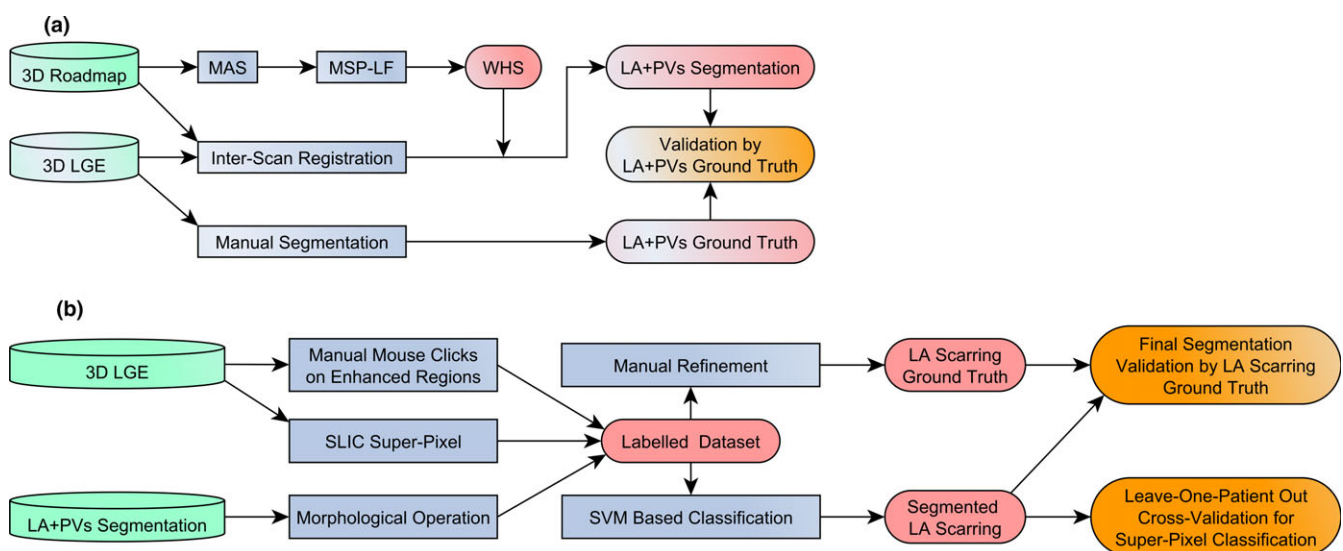 (a)
3D Roadmap
MAS
MSP-LF
WHS
LA+PVs Segmentation
3D LGE
Inter-Scan Registration
Validation by
LA+PVs Ground Truth
Manual Segmentation
LA+PVs Ground Truth
(b)
3D LGE
Manual Mouse Clicks
on Enhanced Regions
Manual Refinement
LA Scarring
Ground Truth
Final Segmentation
Validation by LA Scarring
Ground Truth
SLIC Super-Pixel
Labelled Dataset
LA+PVs Segmentation
Morphological Operation
SVM Based Classification
Segmented
LA Scarring
Leave-One-Patient Out
Cross-Validation for
Super-Pixel Classification